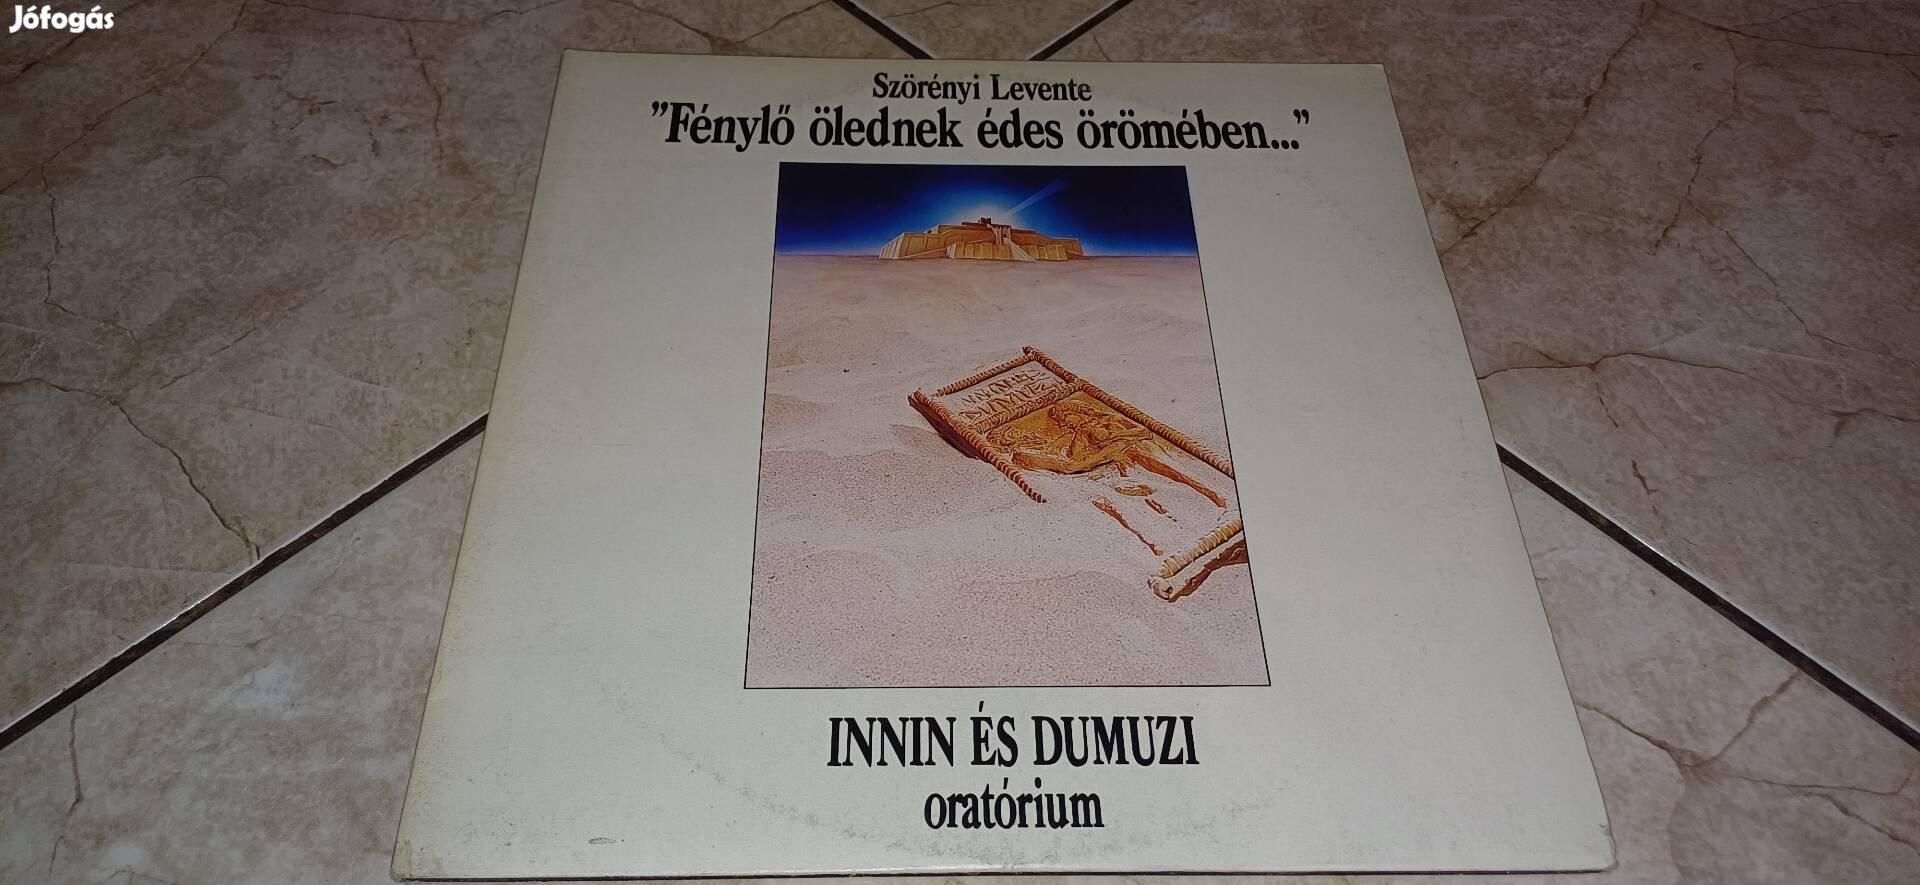 Jófogás
Szörényi Levente
"Fénylő ölednek édes örömében..."
INNIN ÉS DUMUZI
oratórium